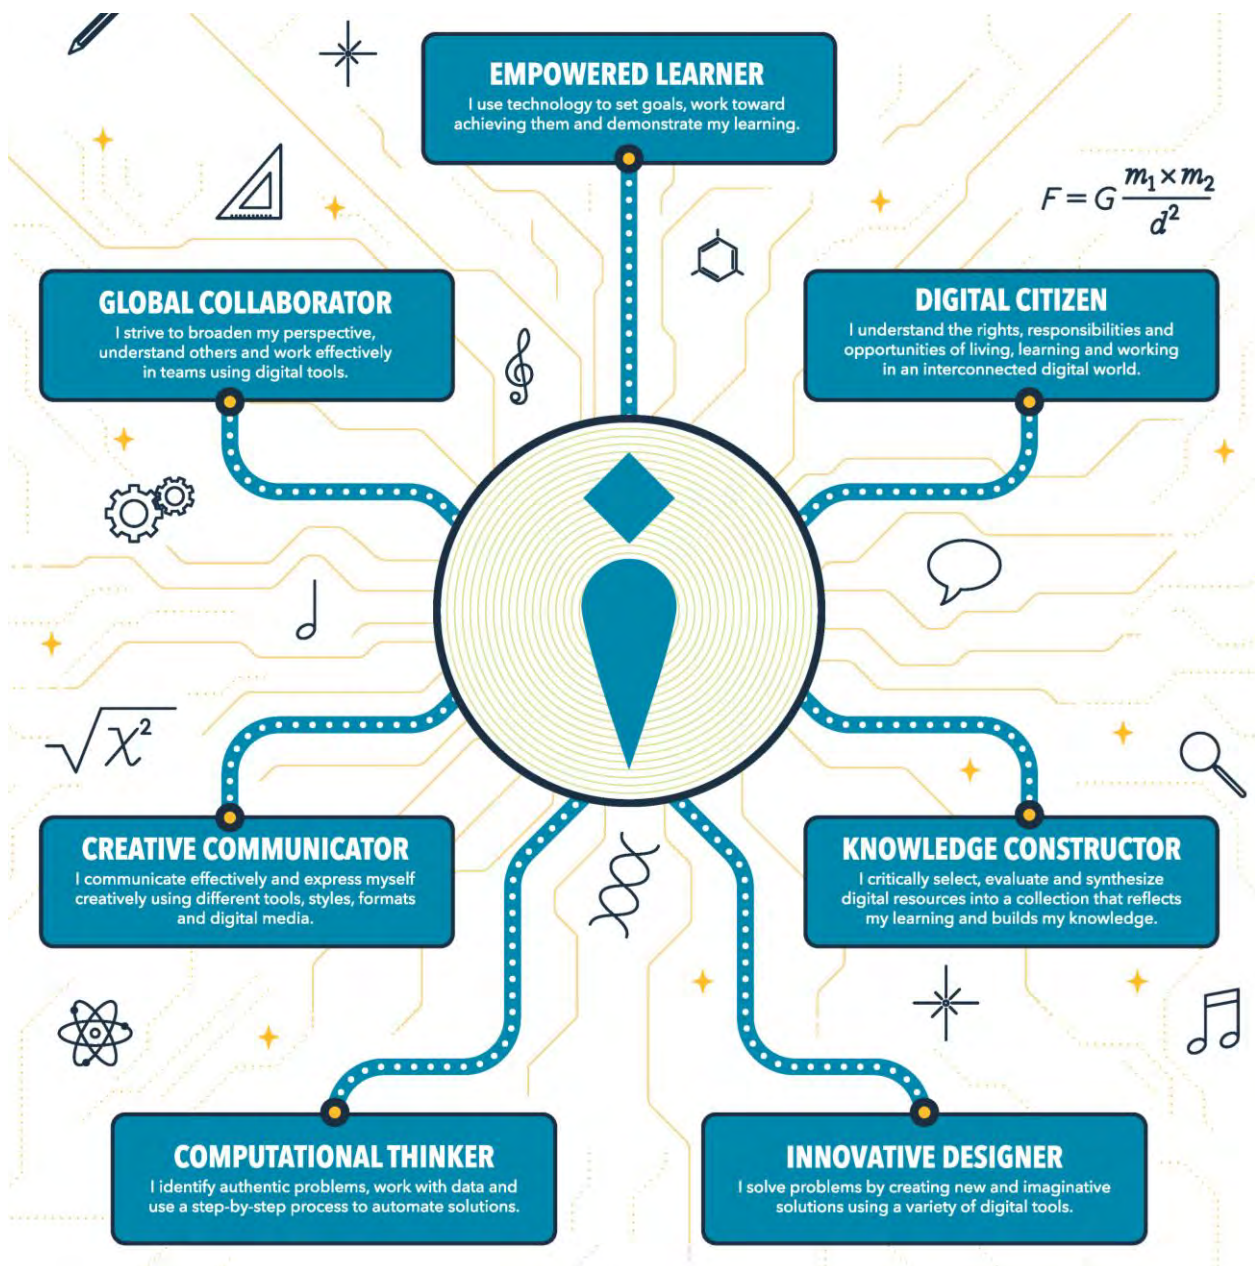 EMPOWERED LEARNER
I use technology to set goals, work toward
achieving them and demonstrate my learning.
F = G m₁ × m₂ / d²
GLOBAL COLLABORATOR
I strive to broaden my perspective,
understand others and work effectively
in teams using digital tools.
DIGITAL CITIZEN
I understand the rights, responsibilities and
opportunities of living, learning and working
in an interconnected digital world.
√x²
CREATIVE COMMUNICATOR
I communicate effectively and express myself
creatively using different tools, styles, formats
and digital media.
KNOWLEDGE CONSTRUCTOR
I critically select, evaluate and synthesize
digital resources into a collection that reflects
my learning and builds my knowledge.
COMPUTATIONAL THINKER
I identify authentic problems, work with data and
use a step-by-step process to automate solutions.
INNOVATIVE DESIGNER
I solve problems by creating new and imaginative
solutions using a variety of digital tools.